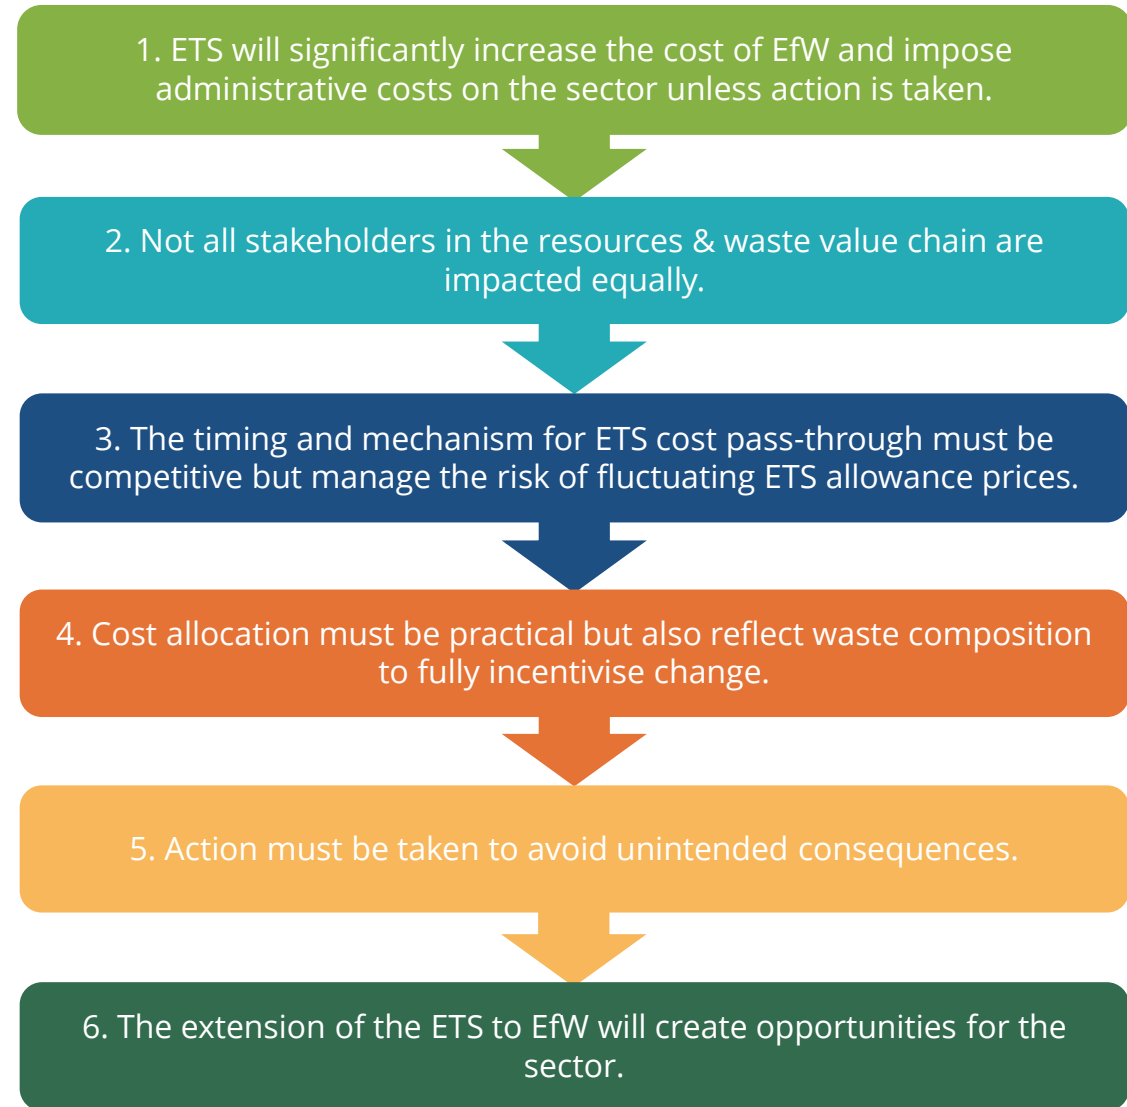 1. ETS will significantly increase the cost of EfW and impose
administrative costs on the sector unless action is taken.
2. Not all stakeholders in the resources & waste value chain are
impacted equally.
3. The timing and mechanism for ETS cost pass-through must be
competitive but manage the risk of fluctuating ETS allowance prices.
4. Cost allocation must be practical but also reflect waste composition
to fully incentivise change.
5. Action must be taken to avoid unintended consequences.
6. The extension of the ETS to EfW will create opportunities for the
sector.